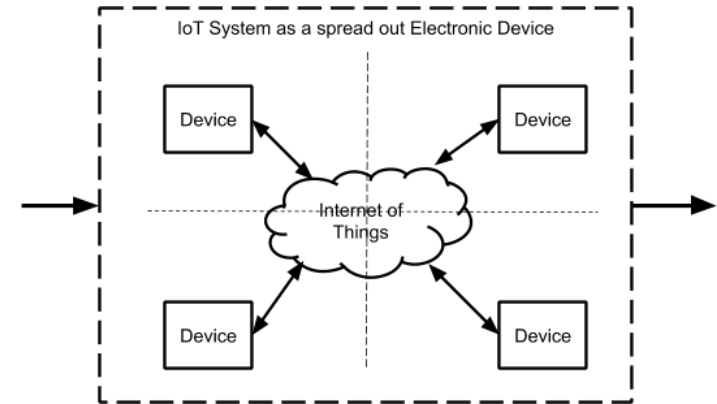 IoT System as a spread out Electronic Device
Device
Device
Internet of
Things
Device
Device